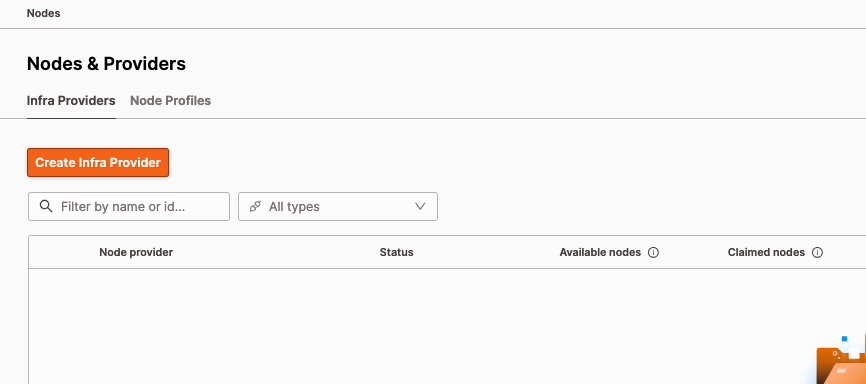 Nodes
Nodes & Providers
Infra Providers Node Profiles
Create Infra Provider
Filter by name or id... All types
Node provider Status Available nodes Claimed nodes